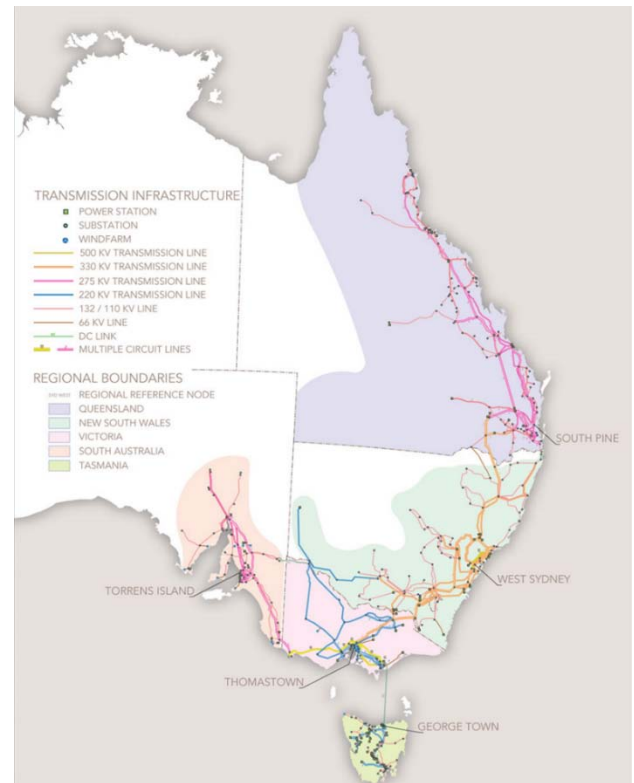 TRANSMISSION INFRASTRUCTURE
POWER STATION
SUBSTATION
WINDFARM
500 KV TRANSMISSION LINE
330 KV TRANSMISSION LINE
275 KV TRANSMISSION LINE
220 KV TRANSMISSION LINE
132 / 110 KV LINE
66 KV LINE
DC LINK
MULTIPLE CIRCUIT LINES
REGIONAL BOUNDARIES
REGIONAL REFERENCE NODE
QUEENSLAND
NEW SOUTH WALES
VICTORIA
SOUTH AUSTRALIA
TASMANIA
SOUTH PINE
WEST SYDNEY
TORRENS ISLAND
THOMASTOWN
GEORGE TOWN